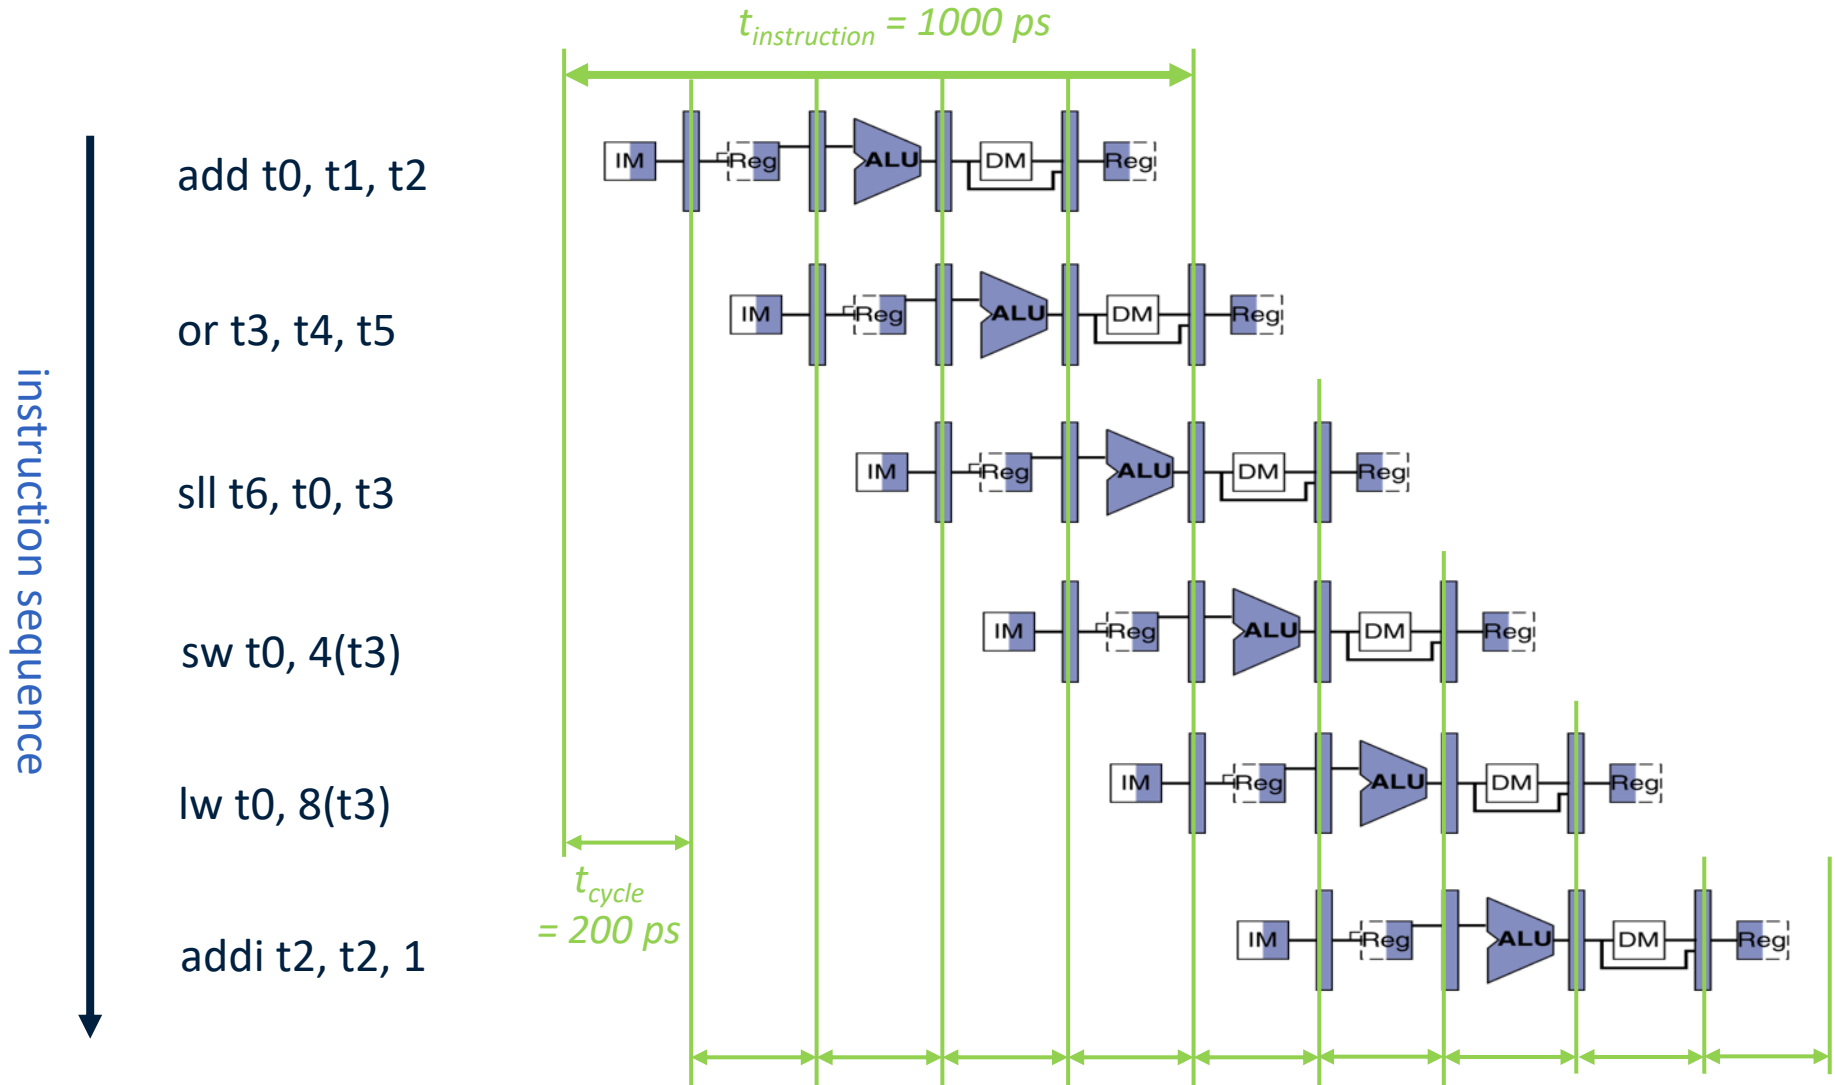 t_instruction = 1000 ps
instruction sequence
add t0, t1, t2
IM Reg ALU DM Reg
or t3, t4, t5
IM Reg ALU DM Reg
sll t6, t0, t3
IM Reg ALU DM Reg
sw t0, 4(t3)
IM Reg ALU DM Reg
lw t0, 8(t3)
IM Reg ALU DM Reg
t_cycle
= 200 ps
addi t2, t2, 1
IM Reg ALU DM Reg